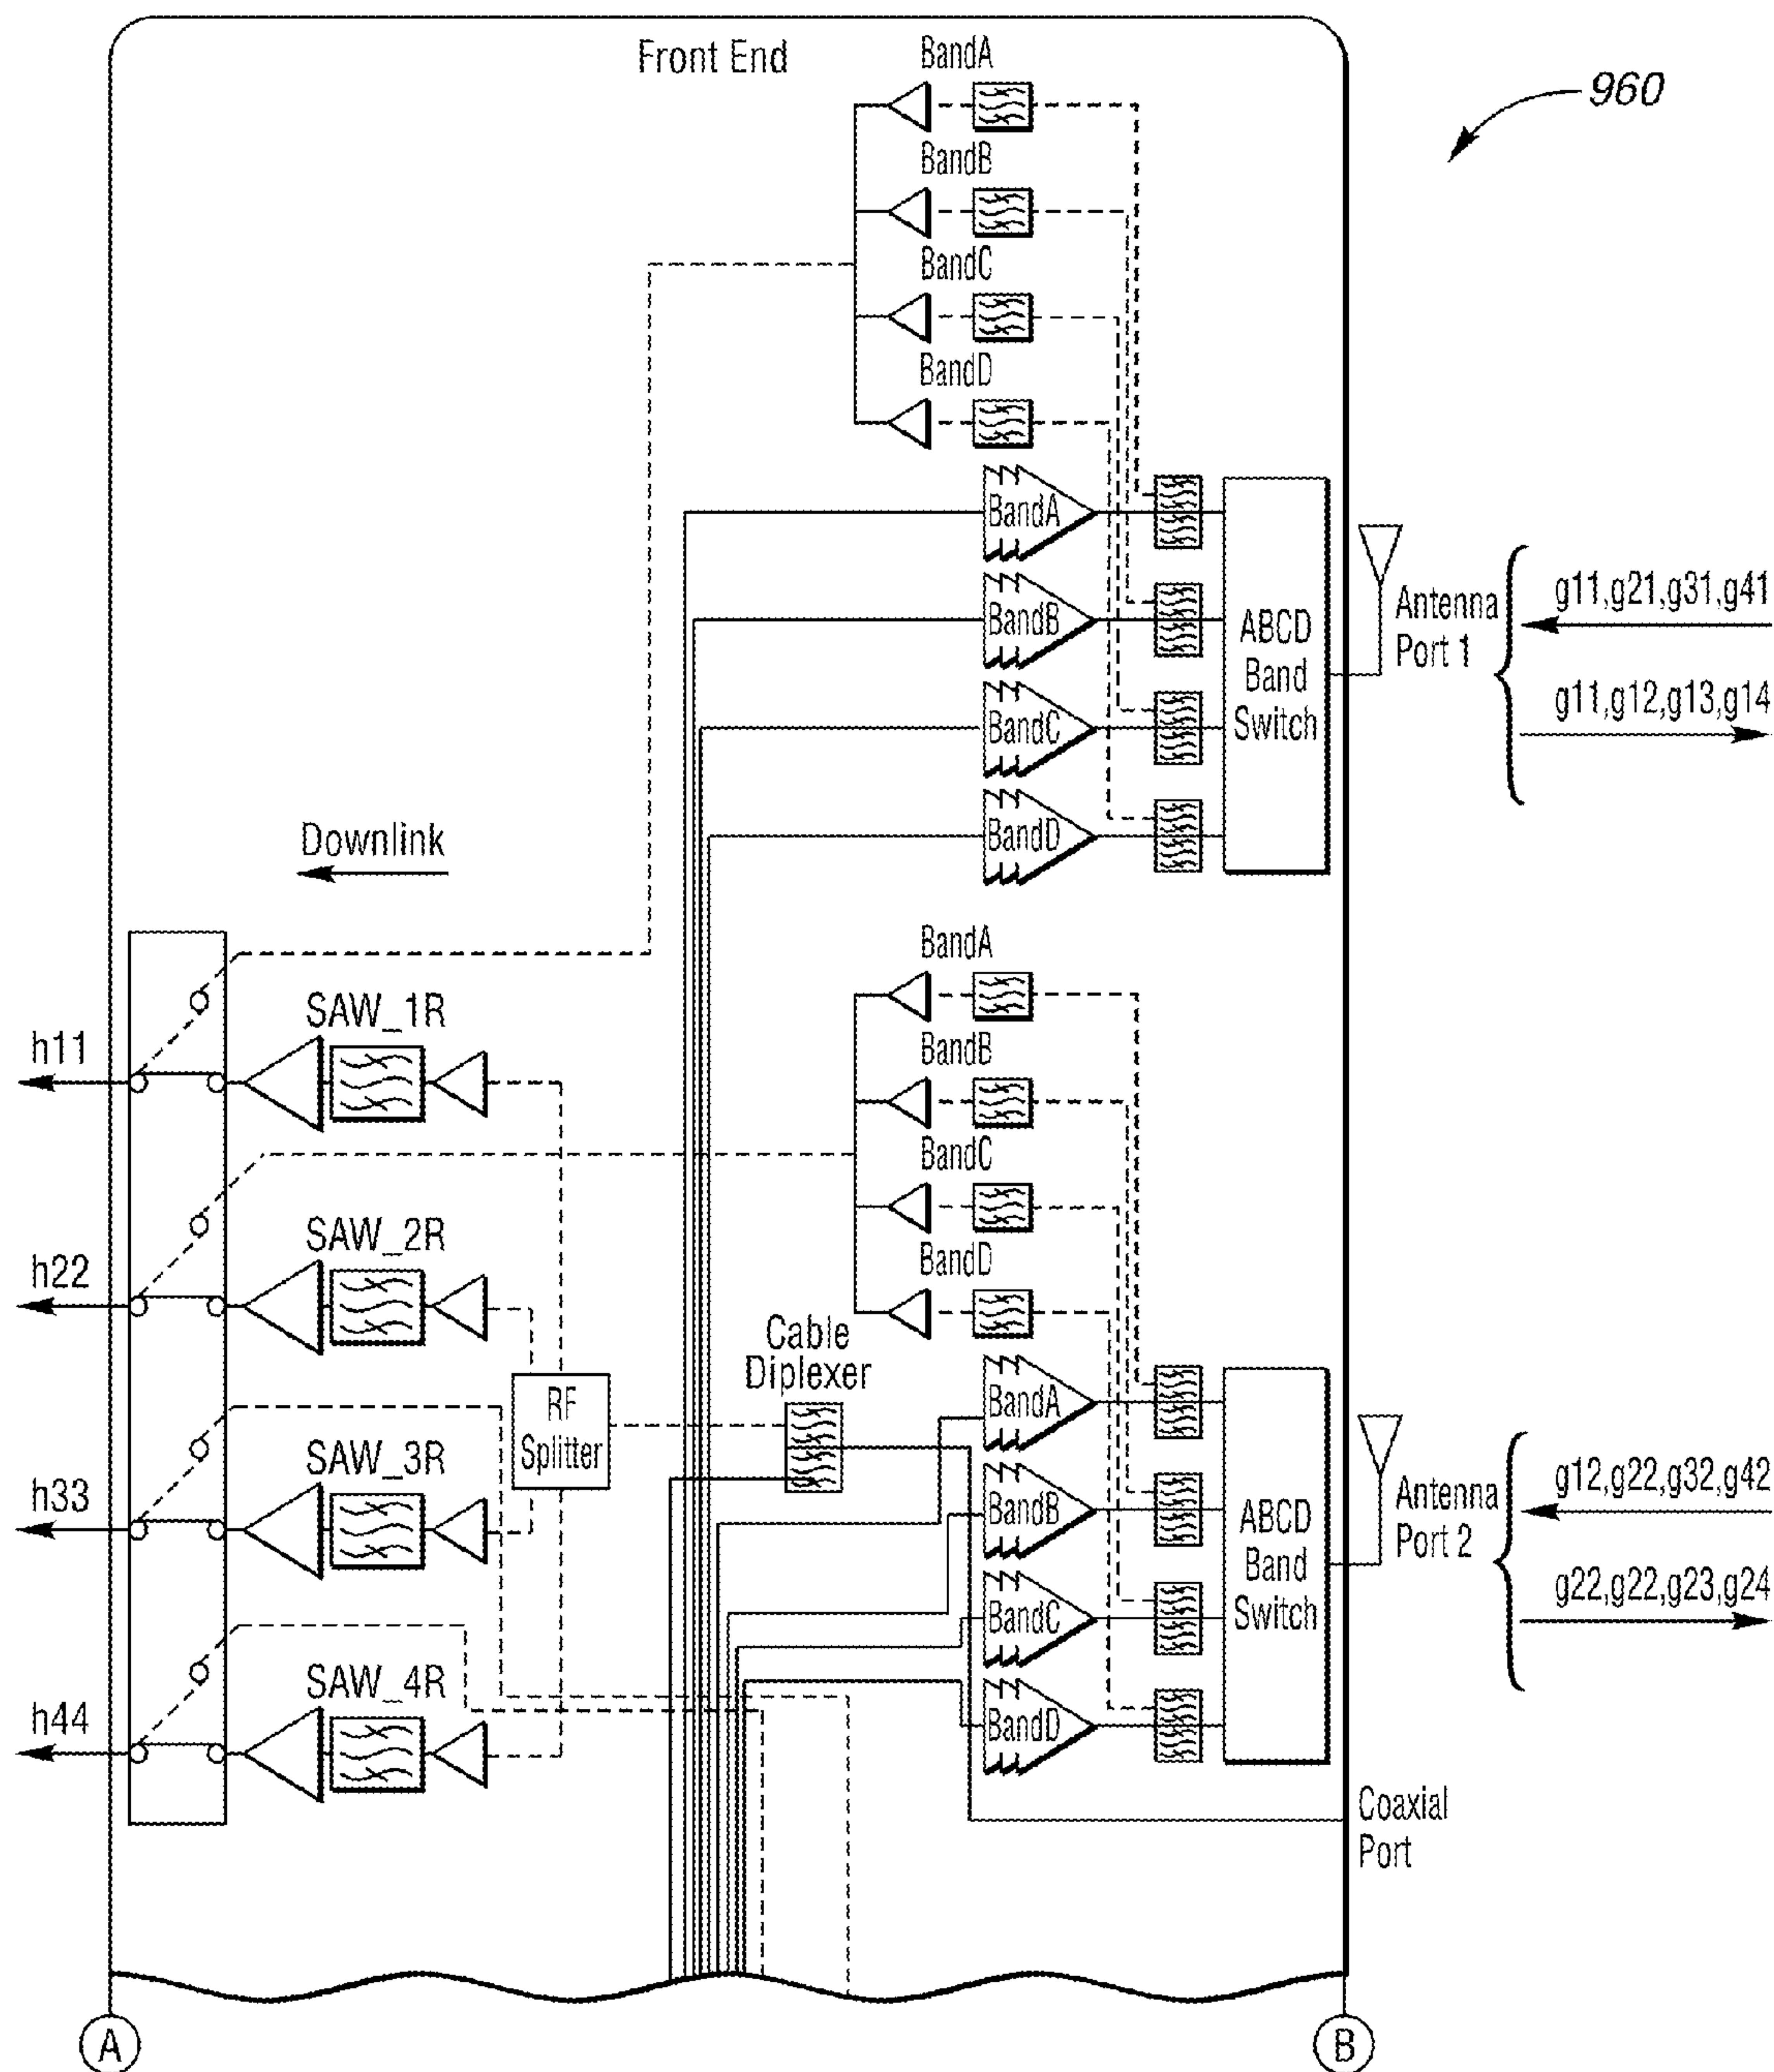 Front End
960
BandA
BandB
BandC
BandD
BandA
BandB
BandC
BandD
ABCD
Band
Switch
Antenna
Port 1
g11,g21,g31,g41
g11,g12,g13,g14
Downlink
h11
SAW_1R
h22
SAW_2R
h33
SAW_3R
h44
SAW_4R
RF
Splitter
Cable
Diplexer
BandA
BandB
BandC
BandD
BandA
BandB
BandC
BandD
ABCD
Band
Switch
Antenna
Port 2
g12,g22,g32,g42
g22,g22,g23,g24
Coaxial
Port
A
B